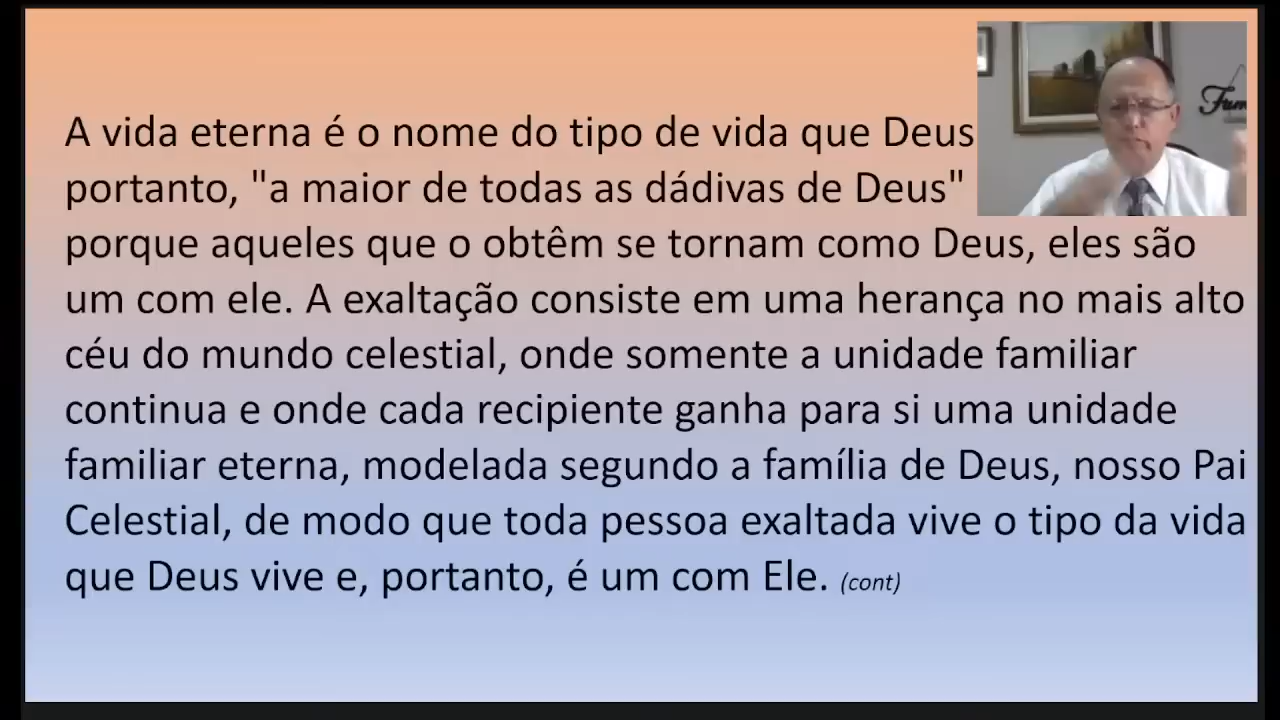 A vida eterna é o nome do tipo de vida que Deus
portanto, "a maior de todas as dádivas de Deus"
porque aqueles que o obtêm se tornam como Deus, eles são
um com ele. A exaltação consiste em uma herança no mais alto
céu do mundo celestial, onde somente a unidade familiar
continua e onde cada recipiente ganha para si uma unidade
familiar eterna, modelada segundo a família de Deus, nosso Pai
Celestial, de modo que toda pessoa exaltada vive o tipo da vida
que Deus vive e, portanto, é um com Ele. (cont)